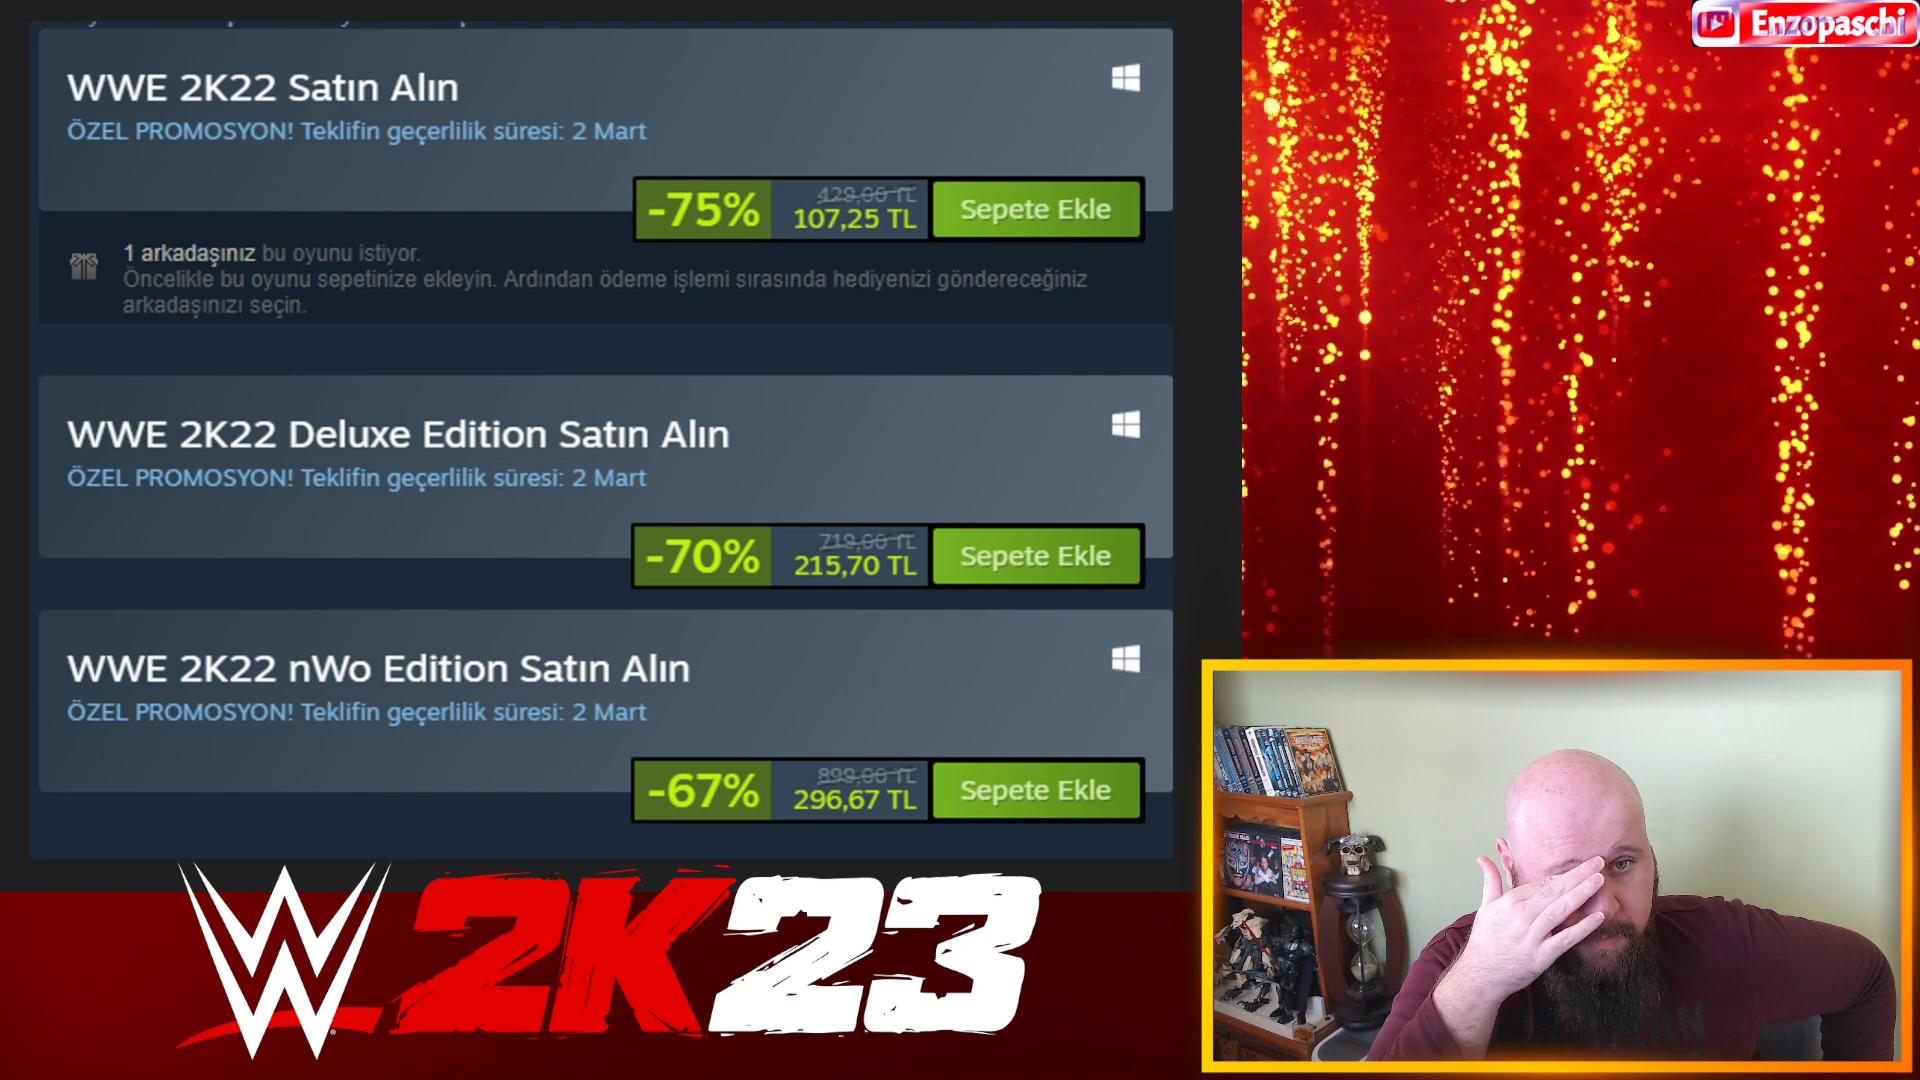 Enzopaschi
WWE 2K22 Satın Alın
ÖZEL PROMOSYON! Teklifin geçerlilik süresi: 2 Mart
-75%
429,00 TL
107,25 TL
Sepete Ekle
1 arkadaşınız bu oyunu istiyor.
Öncelikle bu oyunu sepetinize ekleyin. Ardından ödeme işlemi sırasında hediyenizi göndereceğiniz
arkadaşınızı seçin.
WWE 2K22 Deluxe Edition Satın Alın
ÖZEL PROMOSYON! Teklifin geçerlilik süresi: 2 Mart
-70%
719,00 TL
215,70 TL
Sepete Ekle
WWE 2K22 nWo Edition Satın Alın
ÖZEL PROMOSYON! Teklifin geçerlilik süresi: 2 Mart
-67%
899,00 TL
296,67 TL
Sepete Ekle
W 2K23